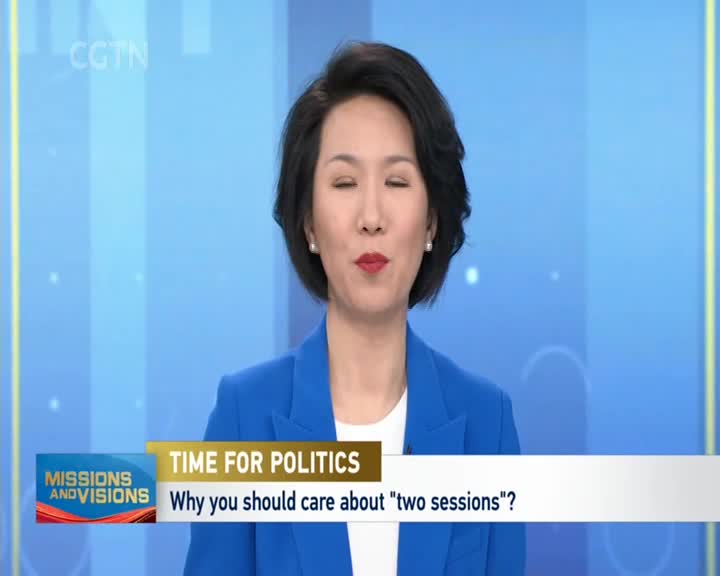 CGTN
TIME FOR POLITICS
MISSIONS
AND VISIONS
Why you should care about "two sessions"?